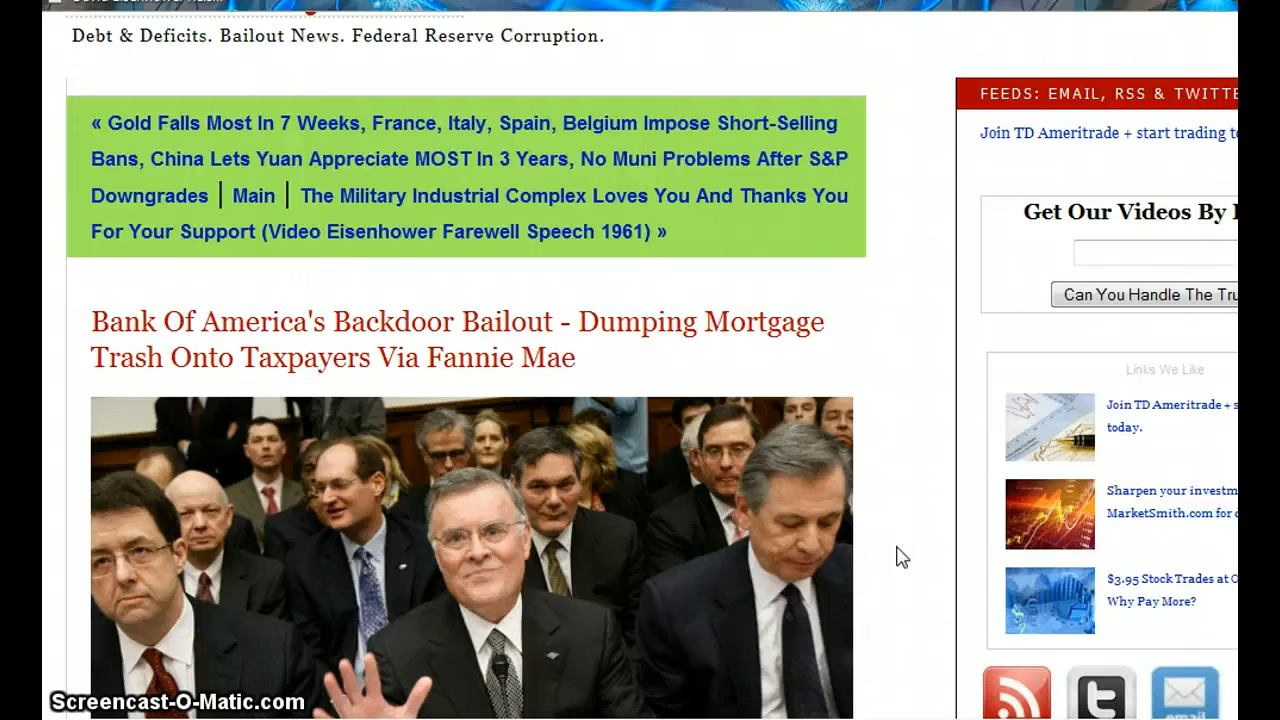 Debt & Deficits. Bailout News. Federal Reserve Corruption.
« Gold Falls Most In 7 Weeks, France, Italy, Spain, Belgium Impose Short-Selling
Bans, China Lets Yuan Appreciate MOST In 3 Years, No Muni Problems After S&P
Downgrades | Main | The Military Industrial Complex Loves You And Thanks You
For Your Support (Video Eisenhower Farewell Speech 1961) »
Bank Of America's Backdoor Bailout - Dumping Mortgage
Trash Onto Taxpayers Via Fannie Mae
FEEDS: EMAIL, RSS & TWITTE
Join TD Ameritrade + start trading
Get Our Videos By
Can You Handle The Tru
Links We Like
Join TD Ameritrade +
today.
Sharpen your investm
MarketSmith.com for
$3.95 Stock Trades at
Why Pay More?
email
Screencast-O-Matic.com